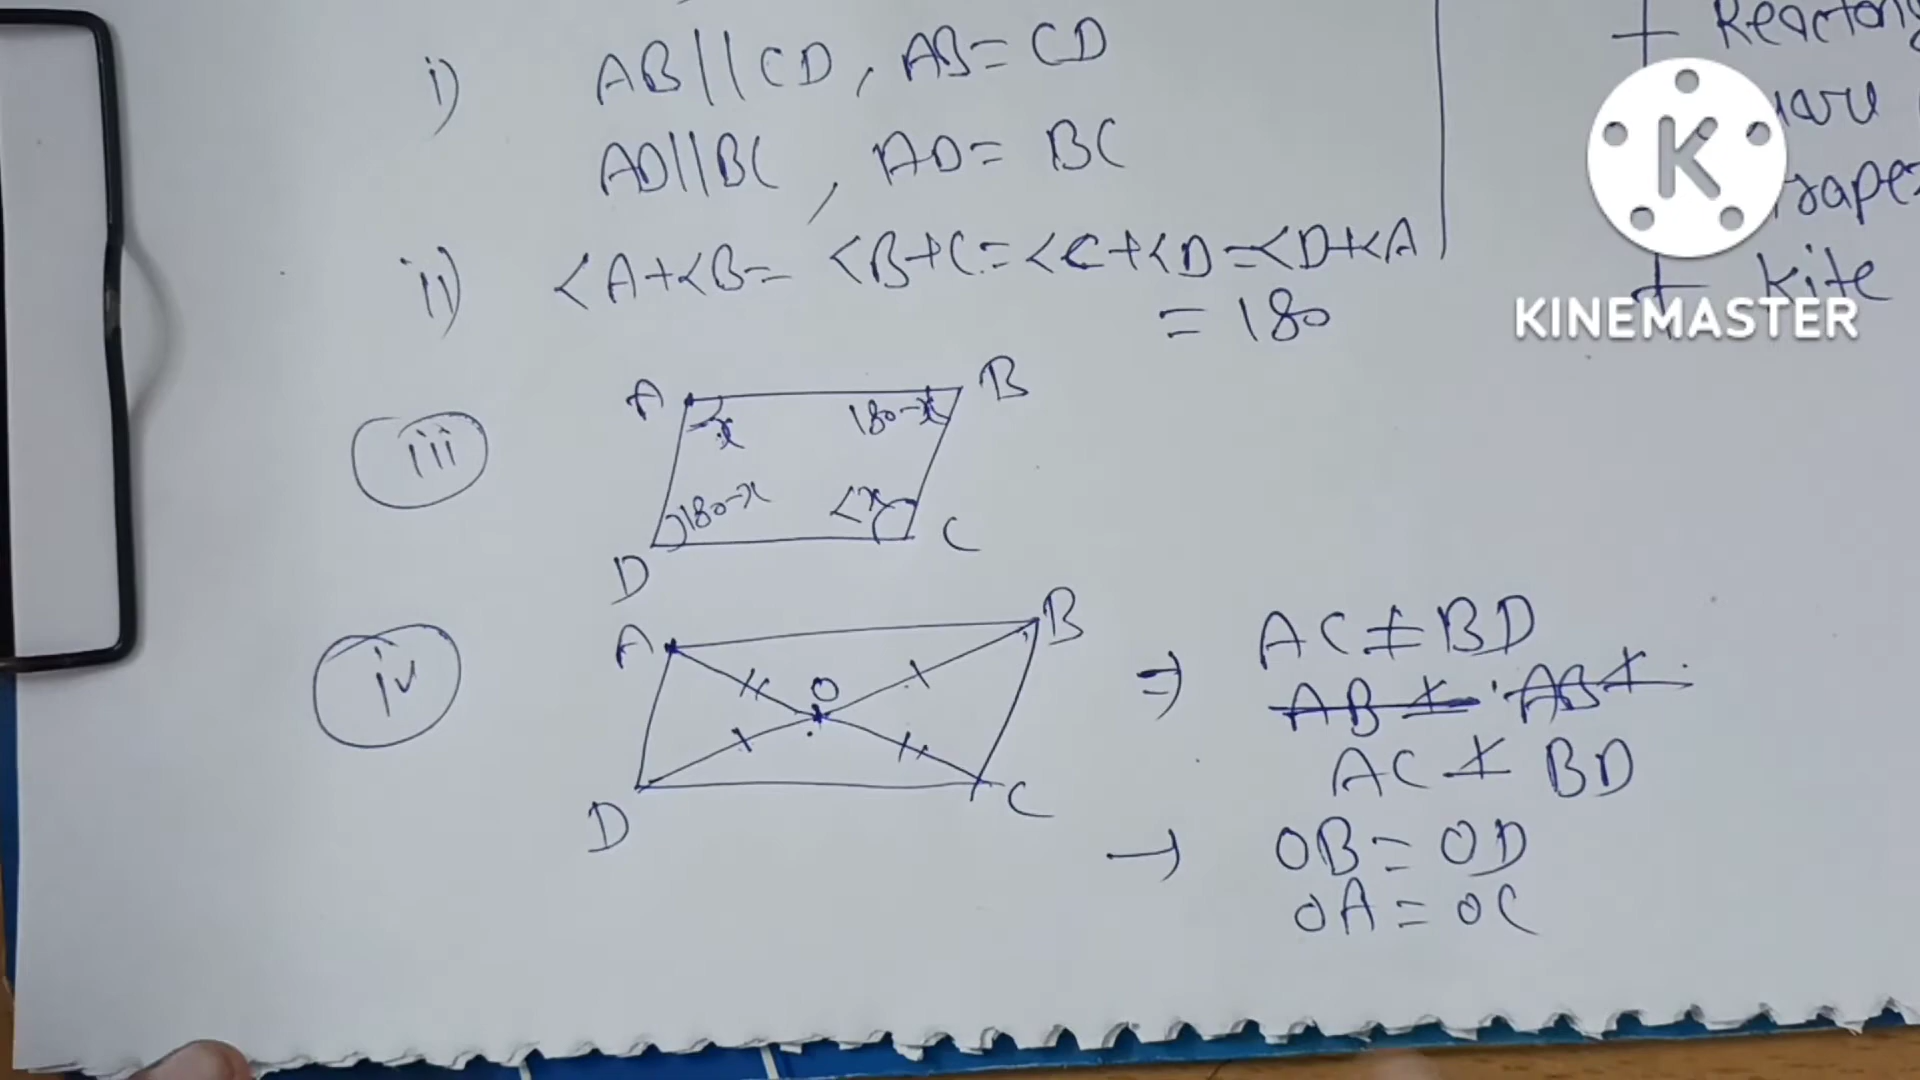 i) AB||CD, AB=CD
AD||BC, AD=BC
ii) <A+<B= <B+C=<C+<D=<D+<A
=180
iii)
A
B
x
180-x
180-x
<x
D
C
iv
A
B
O
D
C
⇒ AC≠BD
AC ⊥̸ BD
→ OB=OD
OA=OC
kite
KINEMASTER